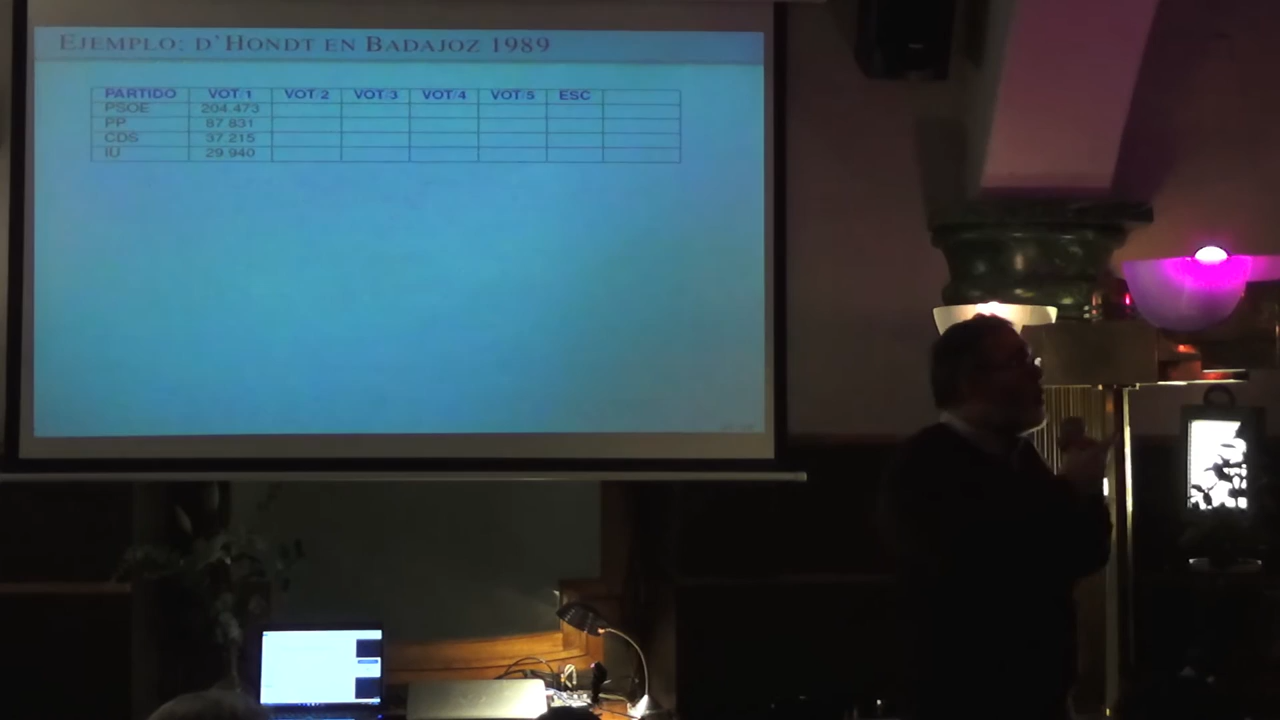 EJEMPLO: D'HONDT EN BADAJOZ 1989
PARTIDO VOT/1 VOT/2 VOT/3 VOT/4 VOT/5 ESC
PSOE 204.473
PP 87.831
CDS 37.215
IU 29.940